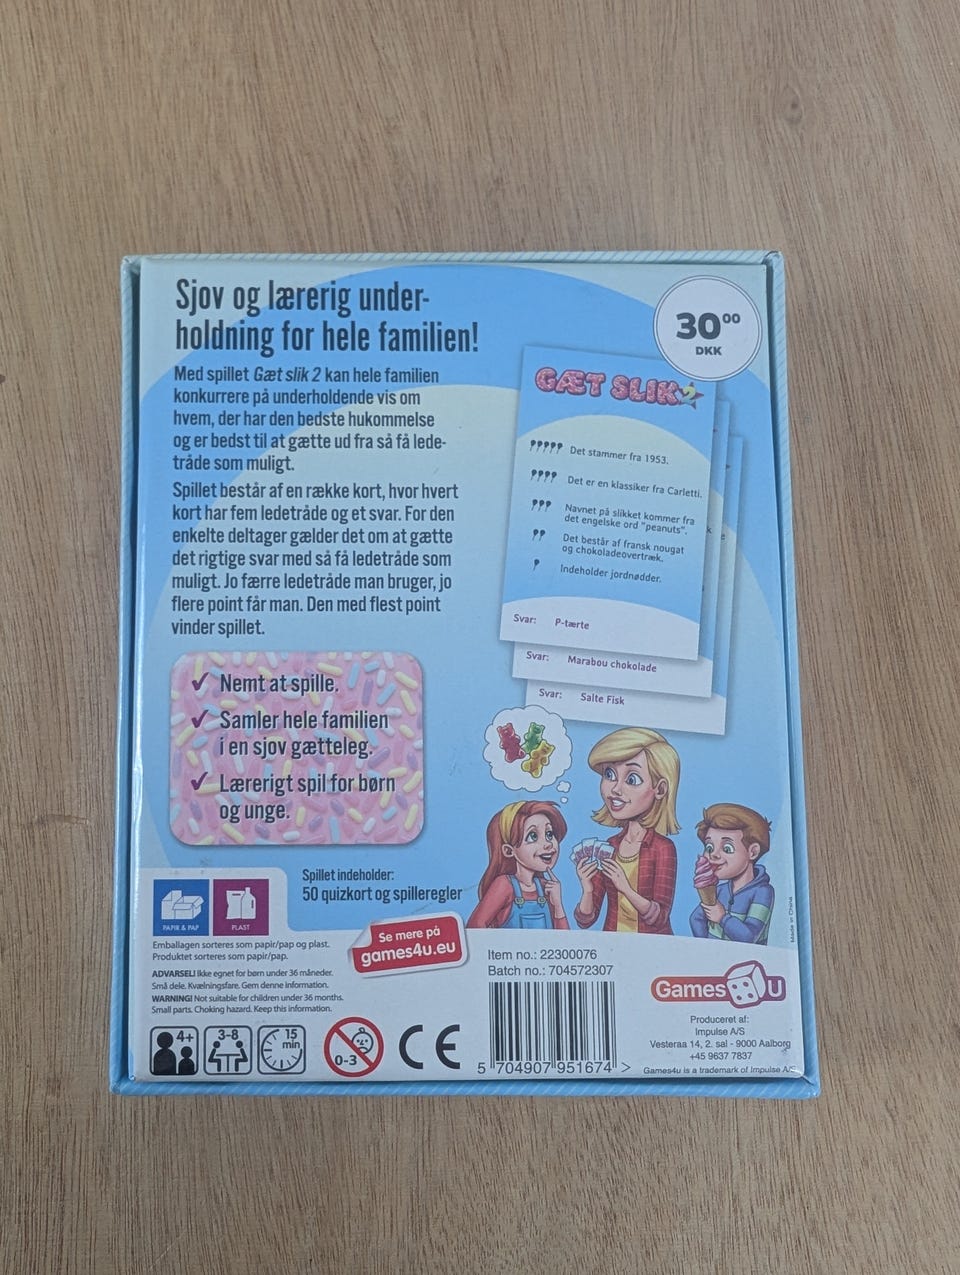 Sjov og lærerig under-
holdning for hele familien!
30⁰⁰
DKK
Med spillet Gæt slik 2 kan hele familien
konkurrere på underholdende vis om
hvem, der har den bedste hukommelse
og er bedst til at gætte ud fra så få lede-
tråde som muligt.
Spillet består af en række kort, hvor hvert
kort har fem ledetråde og et svar. For den
enkelte deltager gælder det om at gætte
det rigtige svar med så få ledetråde som
muligt. Jo færre ledetråde man bruger, jo
flere point får man. Den med flest point
vinder spillet.
GÆT SLIK 2
Det stammer fra 1953.
Det er en klassiker fra Carletti.
Navnet på slikket kommer fra
det engelske ord "peanuts".
Det består af fransk nougat
og chokoladeovertræk.
Indeholder jordnødder.
Svar: P-tærte
Svar: Marabou chokolade
Svar: Salte Fisk
✓ Nemt at spille.
✓ Samler hele familien
i en sjov gætteleg.
✓ Lærerigt spil for børn
og unge.
Spillet indeholder:
50 quizkort og spilleregler
PAPIR & PAP
PLAST
Emballagen sorteres som papir/pap og plast.
Produktet sorteres som papir/pap.
ADVARSEL! Ikke egnet for børn under 36 måneder.
Små dele. Kvælningsfare. Gem denne information.
WARNING! Not suitable for children under 36 months.
Small parts. Choking hazard. Keep this information.
4+
3-8
15
min
0-3
CE
Se mere på
games4u.eu
Item no.: 22300076
Batch no.: 704572307
5 704907 951674 >
Made in China
Games4U
Produceret af:
Impulse A/S
Vesteraa 14, 2. sal - 9000 Aalborg
+45 9637 7837
Games4u is a trademark of Impulse A/S